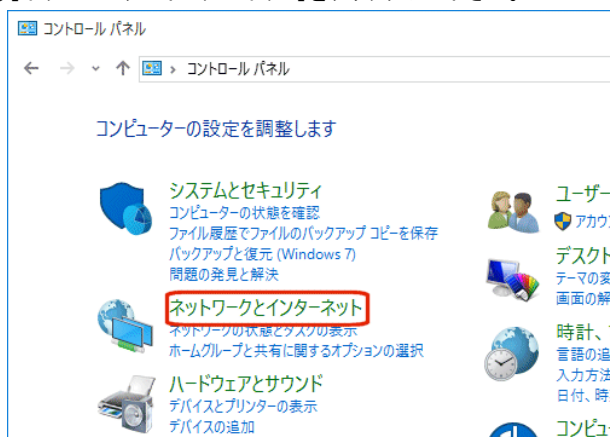 コントロール パネル
コントロール パネル
コンピューターの設定を調整します
システムとセキュリティ
コンピューターの状態を確認
ファイル履歴でファイルのバックアップ コピーを保存
バックアップと復元 (Windows 7)
問題の発見と解決
ネットワークとインターネット
ネットワークの状態とタスクの表示
ホームグループと共有に関するオプションの選択
ハードウェアとサウンド
デバイスとプリンターの表示
デバイスの追加
ユーザー
アカウ
デスクト
テーマの変
画面の解
時計、
言語の追
入力方法
日付、時
コンピュ